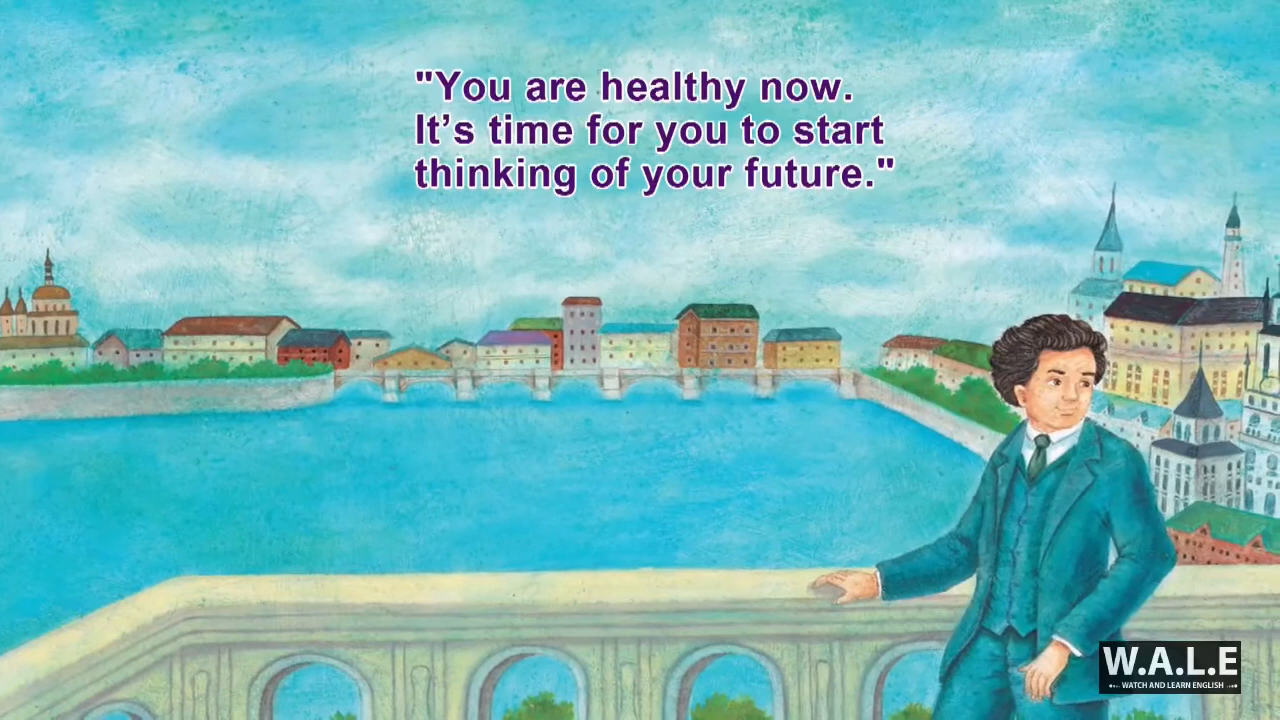 "You are healthy now.
It’s time for you to start
thinking of your future."
W.A.L.E
WATCH AND LEARN ENGLISH